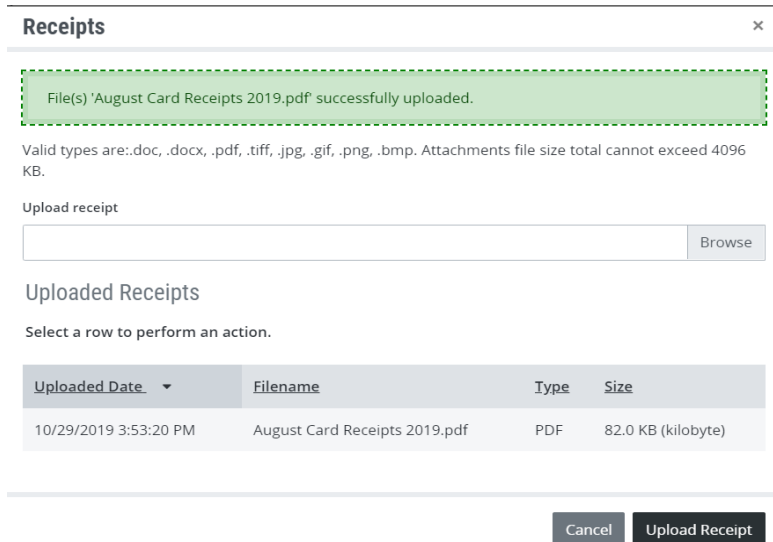 Receipts ×
File(s) 'August Card Receipts 2019.pdf' successfully uploaded.
Valid types are:.doc, .docx, .pdf, .tiff, .jpg, .gif, .png, .bmp. Attachments file size total cannot exceed 4096
KB.
Upload receipt
Browse
Uploaded Receipts
Select a row to perform an action.
Uploaded Date Filename Type Size
10/29/2019 3:53:20 PM August Card Receipts 2019.pdf PDF 82.0 KB (kilobyte)
Cancel Upload Receipt